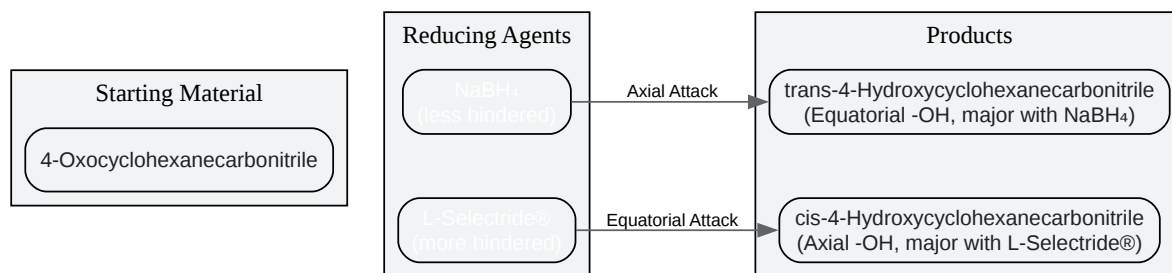 Starting Material
4-Oxocyclohexanecarbonitrile
Reducing Agents
NaBH₄
(less hindered)
L-Selectride®
(more hindered)
Axial Attack
Equatorial Attack
Products
trans-4-Hydroxycyclohexanecarbonitrile
(Equatorial -OH, major with NaBH₄)
cis-4-Hydroxycyclohexanecarbonitrile
(Axial -OH, major with L-Selectride®)